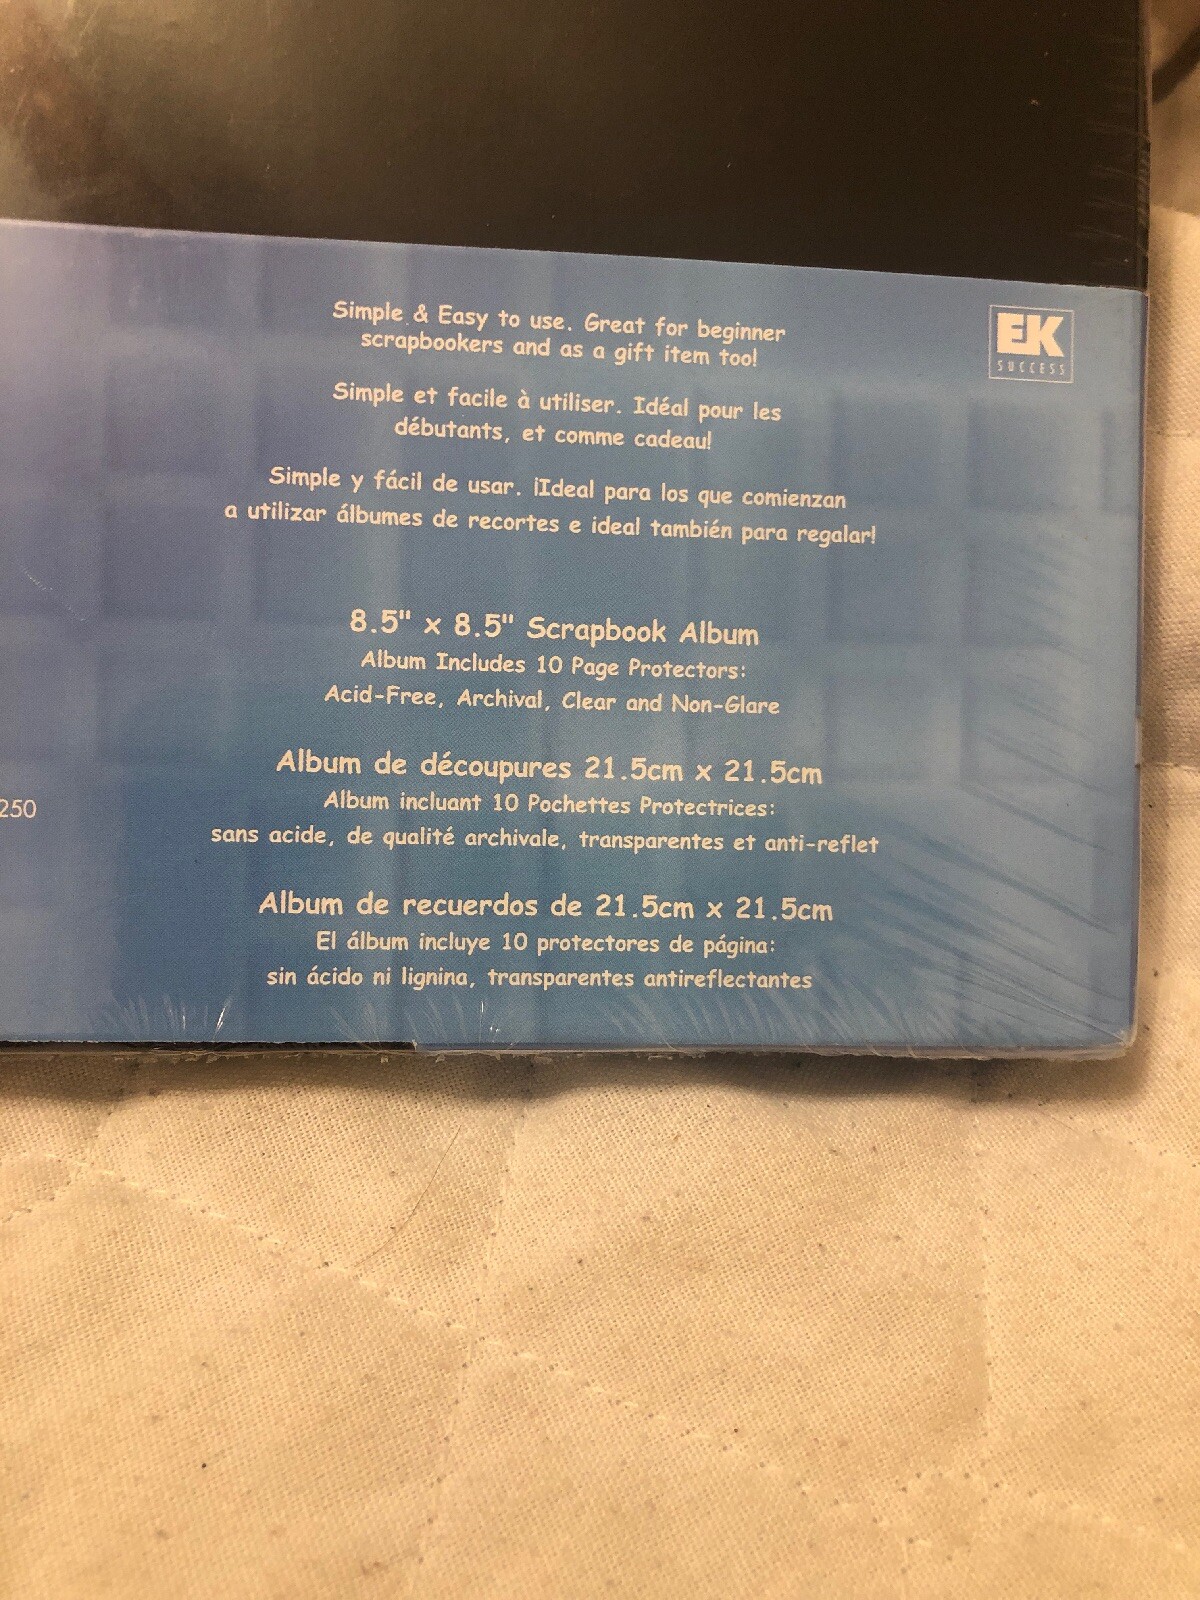 Simple & Easy to use. Great for beginner
scrapbookers and as a gift item too!
EK
SUCCESS
Simple et facile à utiliser. Idéal pour les
débutants, et comme cadeau!
Simple y fácil de usar. ¡Ideal para los que comienzan
a utilizar álbumes de recortes e ideal también para regalar!
8.5" x 8.5" Scrapbook Album
Album Includes 10 Page Protectors:
Acid-Free, Archival, Clear and Non-Glare
Album de découpures 21.5cm x 21.5cm
Album incluant 10 Pochettes Protectrices:
sans acide, de qualité archivale, transparentes et anti-reflet
250
Album de recuerdos de 21.5cm x 21.5cm
El álbum incluye 10 protectores de página:
sin ácido ni lignina, transparentes antireflectantes